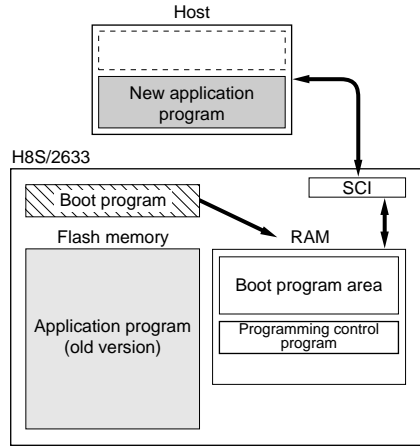 Host
New application
program
H8S/2633
SCI
Boot program
Flash memory
RAM
Application program
(old version)
Boot program area
Programming control
program